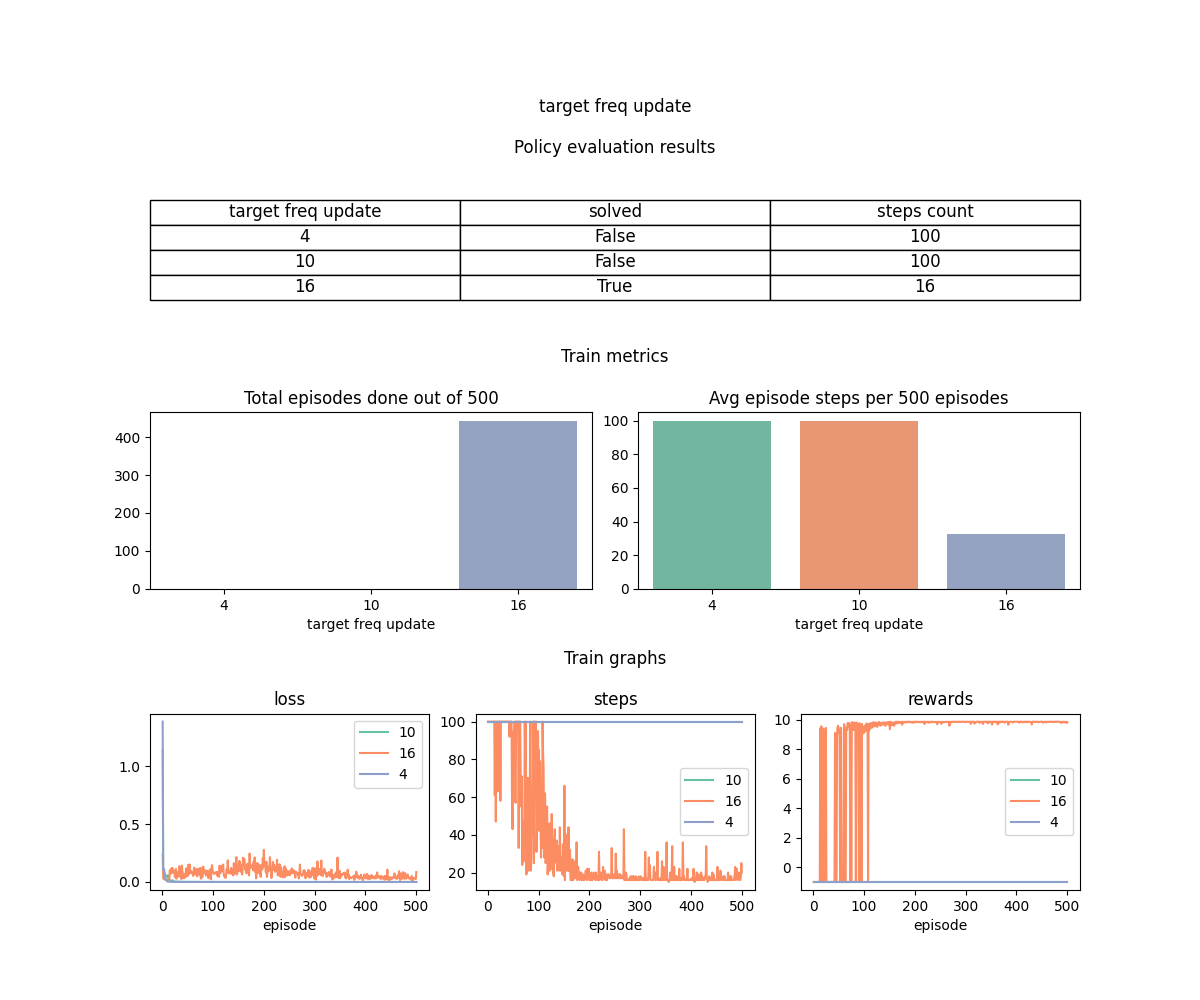 target freq update
Policy evaluation results
target freq update solved steps count
4 False 100
10 False 100
16 True 16
Train metrics
Total episodes done out of 500
Avg episode steps per 500 episodes
400
300
200
100
0
4 10 16
target freq update
100
80
60
40
20
0
4 10 16
target freq update
Train graphs
loss
1.0
0.5
0.0
10
16
4
0 100 200 300 400 500
episode
steps
100
80
60
40
20
10
16
4
0 100 200 300 400 500
episode
rewards
10
8
6
4
2
0
10
16
4
0 100 200 300 400 500
episode